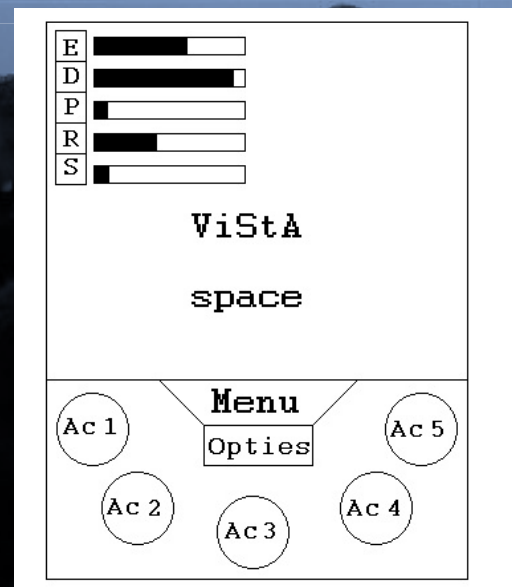 E
D
P
R
S
ViStA
space
Menu
Opties
Ac 1
Ac 2
Ac 3
Ac 4
Ac 5